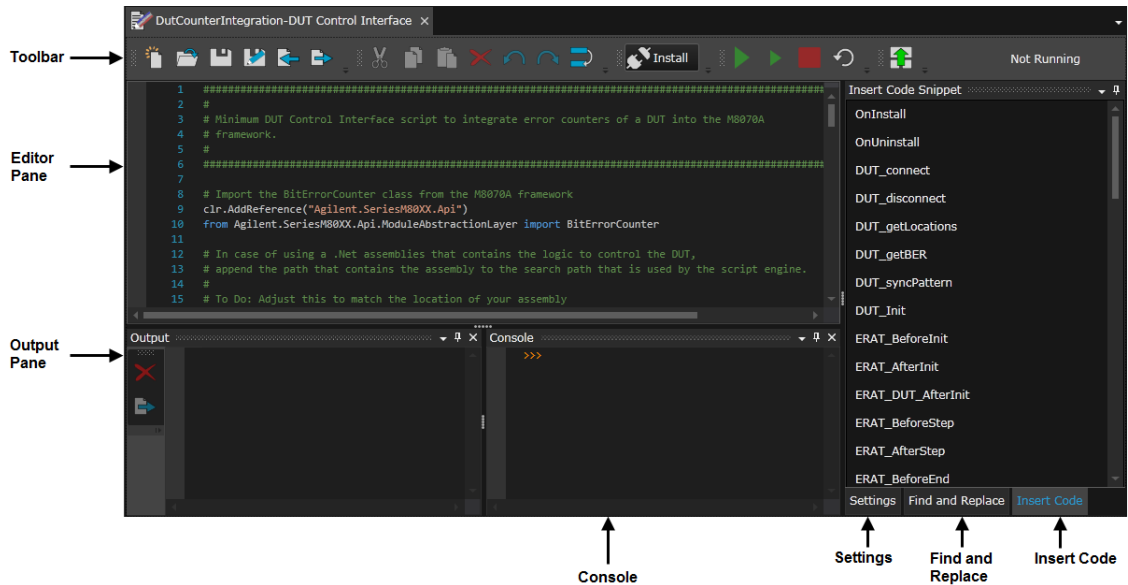 DutCounterIntegration-DUT Control Interface ×
Toolbar
Install
Not Running
Editor
Pane
1 ################################################################################
2 #
3 # Minimum DUT Control Interface script to integrate error counters of a DUT into the M8070A
4 # framework.
5 #
6 ################################################################################
7
8 # Import the BitErrorCounter class from the M8070A framework
9 clr.AddReference("Agilent.SeriesM80XX.Api")
10 from Agilent.SeriesM80XX.Api.ModuleAbstractionLayer import BitErrorCounter
11
12 # In case of using a .Net assemblies that contains the logic to control the DUT,
13 # append the path that contains the assembly to the search path that is used by the script engine.
14 #
15 # To Do: Adjust this to match the location of your assembly
Insert Code Snippet
OnInstall
OnUninstall
DUT_connect
DUT_disconnect
DUT_getLocations
DUT_getBER
DUT_syncPattern
DUT_Init
ERAT_BeforeInit
ERAT_AfterInit
ERAT_DUT_AfterInit
ERAT_BeforeStep
ERAT_AfterStep
ERAT_BeforeEnd
Output
Pane
Output
Console
>>>
Settings Find and Replace Insert Code
Console
Settings
Find and
Replace
Insert Code